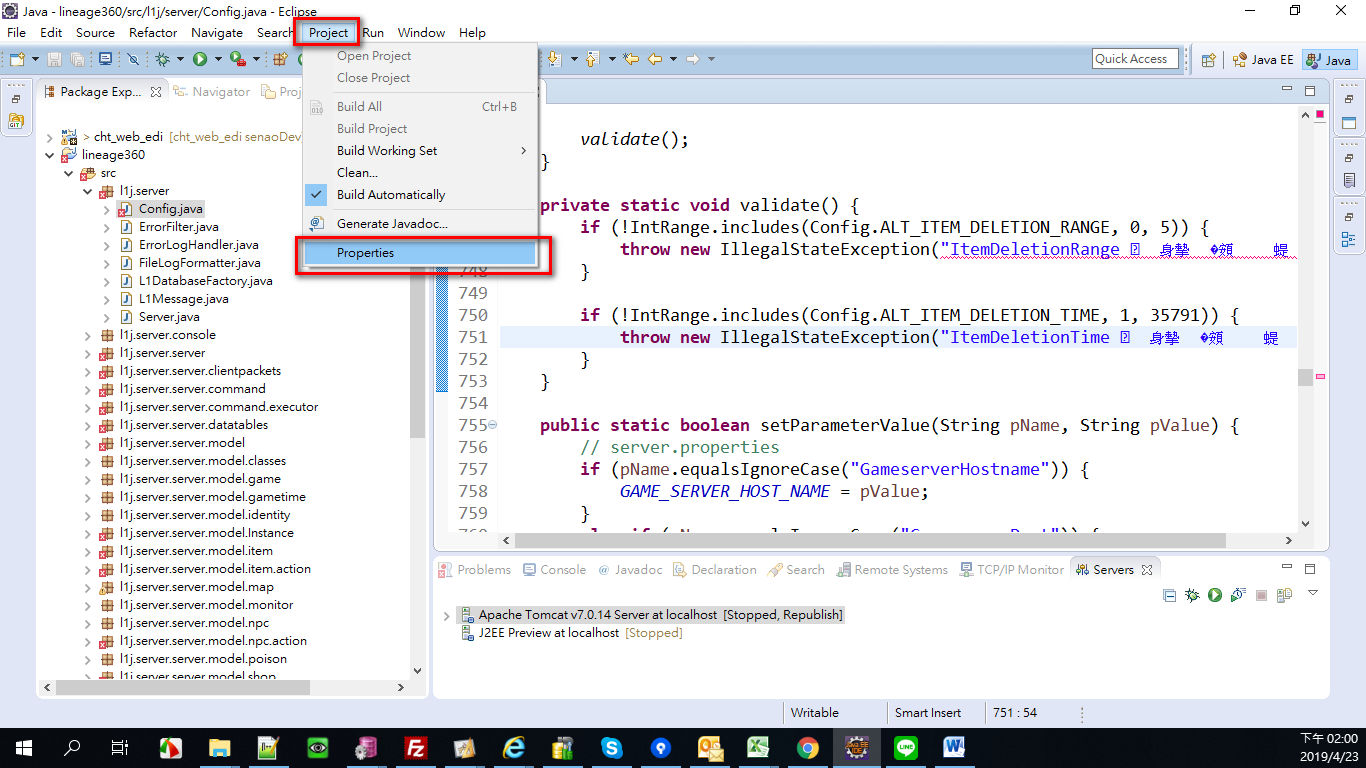 Java - lineage360/src/l1j/server/Config.java - Eclipse
File Edit Source Refactor Navigate Search Project Run Window Help
Quick Access
Java EE
Java
Open Project
Close Project
Build All Ctrl+B
Build Project
Build Working Set
Clean...
Build Automatically
Generate Javadoc...
Properties
Package Exp...
Navigator
> cht_web_edi [cht_web_edi senaoDev
lineage360
src
l1j.server
Config.java
ErrorFilter.java
ErrorLogHandler.java
FileLogFormatter.java
L1DatabaseFactory.java
L1Message.java
Server.java
l1j.server.console
l1j.server.server
l1j.server.server.clientpackets
l1j.server.server.command
l1j.server.server.command.executor
l1j.server.server.datatables
l1j.server.server.model
l1j.server.server.model.classes
l1j.server.server.model.game
l1j.server.server.model.gametime
l1j.server.server.model.identity
l1j.server.server.model.Instance
l1j.server.server.model.item
l1j.server.server.model.item.action
l1j.server.server.model.map
l1j.server.server.model.monitor
l1j.server.server.model.npc
l1j.server.server.model.npc.action
l1j.server.server.model.poison
l1j.server.server.model.shop
validate();
}
private static void validate() {
if (!IntRange.includes(Config.ALT_ITEM_DELETION_RANGE, 0, 5)) {
throw new IllegalStateException("ItemDeletionRange
748 }
749
750 if (!IntRange.includes(Config.ALT_ITEM_DELETION_TIME, 1, 35791)) {
751 throw new IllegalStateException("ItemDeletionTime
752 }
753 }
754
755 public static boolean setParameterValue(String pName, String pValue) {
756 // server.properties
757 if (pName.equalsIgnoreCase("GameserverHostname")) {
758 GAME_SERVER_HOST_NAME = pValue;
759 }
Problems Console @ Javadoc Declaration Search Remote Systems TCP/IP Monitor Servers
Apache Tomcat v7.0.14 Server at localhost [Stopped, Republish]
J2EE Preview at localhost [Stopped]
Writable Smart Insert 751 : 54
下午 02:00
2019/4/23